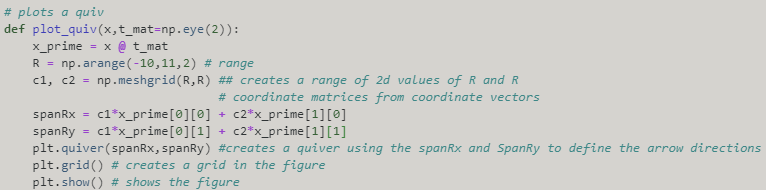 # plots a quiv
def plot_quiv(x,t_mat=np.eye(2)):
    x_prime = x @ t_mat
    R = np.arange(-10,11,2) # range
    c1, c2 = np.meshgrid(R,R) ## creates a range of 2d values of R and R
                              # coordinate matrices from coordinate vectors
    spanRx = c1*x_prime[0][0] + c2*x_prime[1][0]
    spanRy = c1*x_prime[0][1] + c2*x_prime[1][1]
    plt.quiver(spanRx,spanRy) #creates a quiver using the spanRx and SpanRy to define the arrow directions
    plt.grid() # creates a grid in the figure
    plt.show() # shows the figure